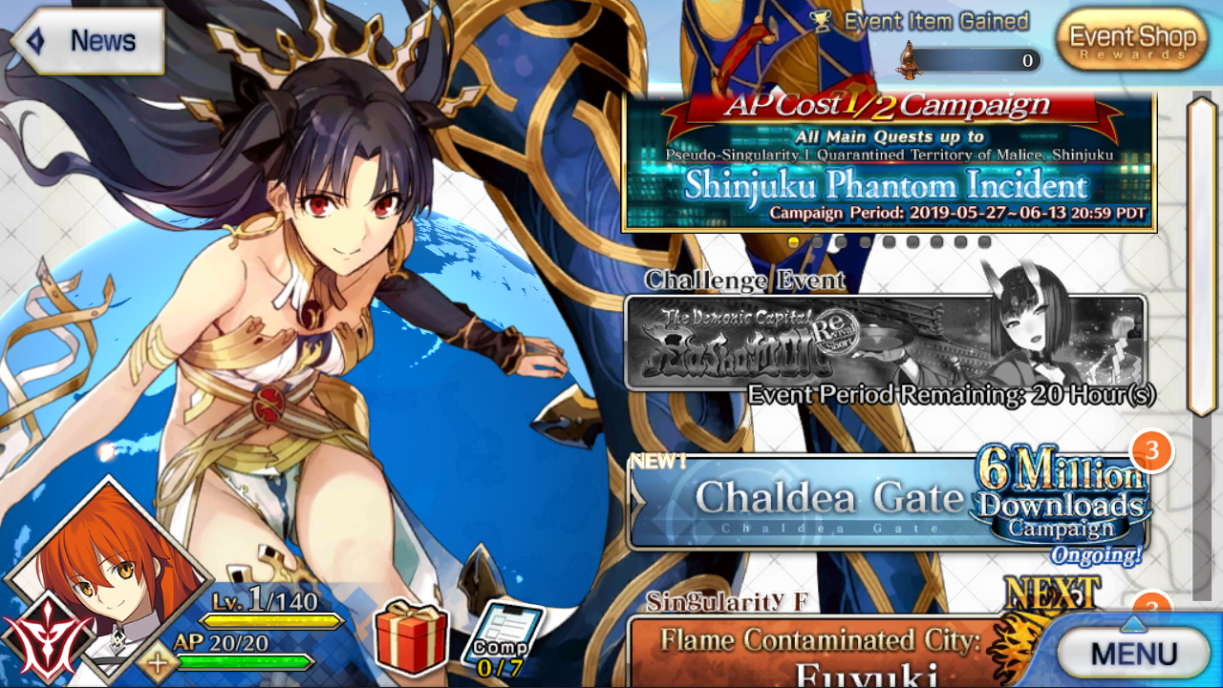 News
Event Item Gained
0
Event Shop
Rewards
AP Cost 1/2 Campaign
All Main Quests up to
Pseudo-Singularity I Quarantined Territory of Malice, Shinjuku
Shinjuku Phantom Incident
Campaign Period: 2019-05-27~06-13 20:59 PDT
Challenge Event
The Demonic Capital
Rashomon
Revival
Short
Event Period Remaining: 20 Hour(s)
NEW!
3
Chaldea Gate
Chaldea Gate
6 Million
Downloads
Campaign
Ongoing!
Singularity F
NEXT
Flame Contaminated City:
Fuyuki
Lv. 1/140
AP 20/20
Comp
0/7
MENU